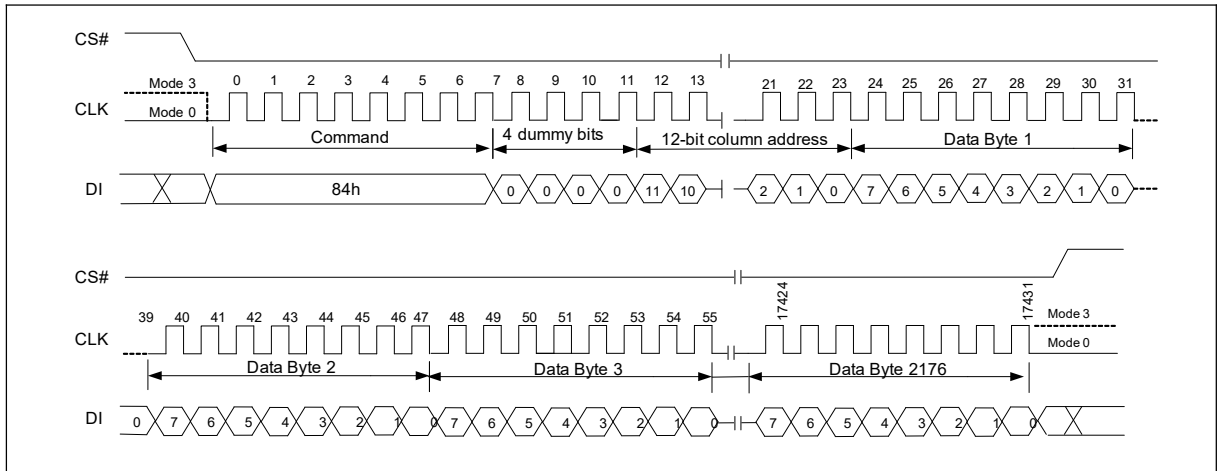 CS#
Mode 3 0 1 2 3 4 5 6 7 8 9 10 11 12 13 21 22 23 24 25 26 27 28 29 30 31
CLK Mode 0
Command 4 dummy bits 12-bit column address Data Byte 1
DI 84h 0 0 0 0 11 10 2 1 0 7 6 5 4 3 2 1 0
CS#
17424 17431
39 40 41 42 43 44 45 46 47 48 49 50 51 52 53 54 55 Mode 3
CLK Mode 0
Data Byte 2 Data Byte 3 Data Byte 2176
DI 0 7 6 5 4 3 2 1 0 7 6 5 4 3 2 1 0 7 6 5 4 3 2 1 0